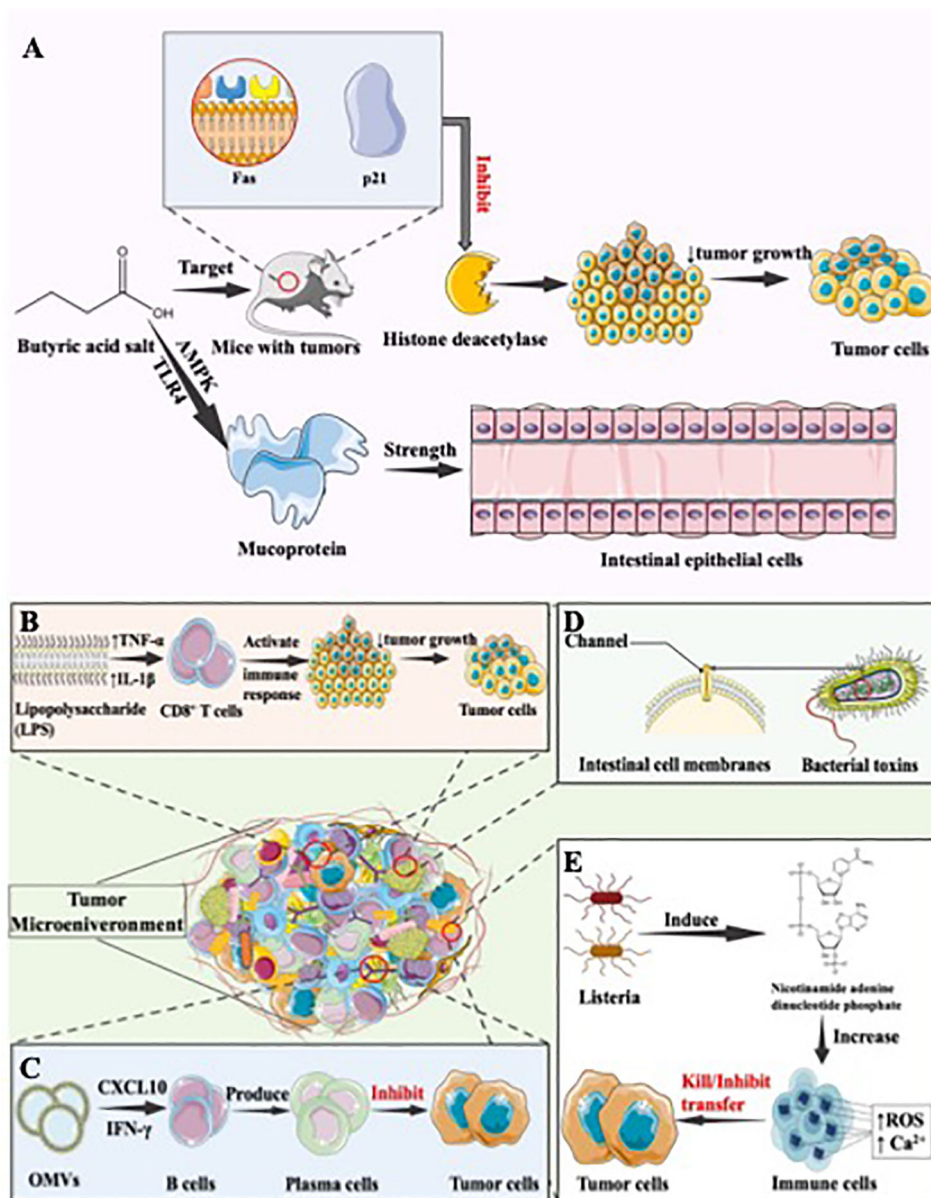 A
Fas
p21
Inhibit
Target
↓tumor growth
OH
O
Butyric acid salt
Mice with tumors
Histone deacetylase
Tumor cells
AMPK
TLR4
Strength
Mucoprotein
Intestinal epithelial cells
B
↑TNF-α
↑IL-1β
Lipopolysaccharide
(LPS)
CD8⁺ T cells
Activate
immune
response
↓tumor growth
Tumor cells
D
Channel
Intestinal cell membranes
Bacterial toxins
Tumor
Microeniveronment
E
Induce
Listeria
Nicotinamide adenine
dinucleotide phosphate
Increase
Kill/Inhibit
transfer
↑ROS
↑ Ca²⁺
Tumor cells
Immune cells
C
CXCL10
IFN-γ
Produce
Inhibit
OMVs
B cells
Plasma cells
Tumor cells